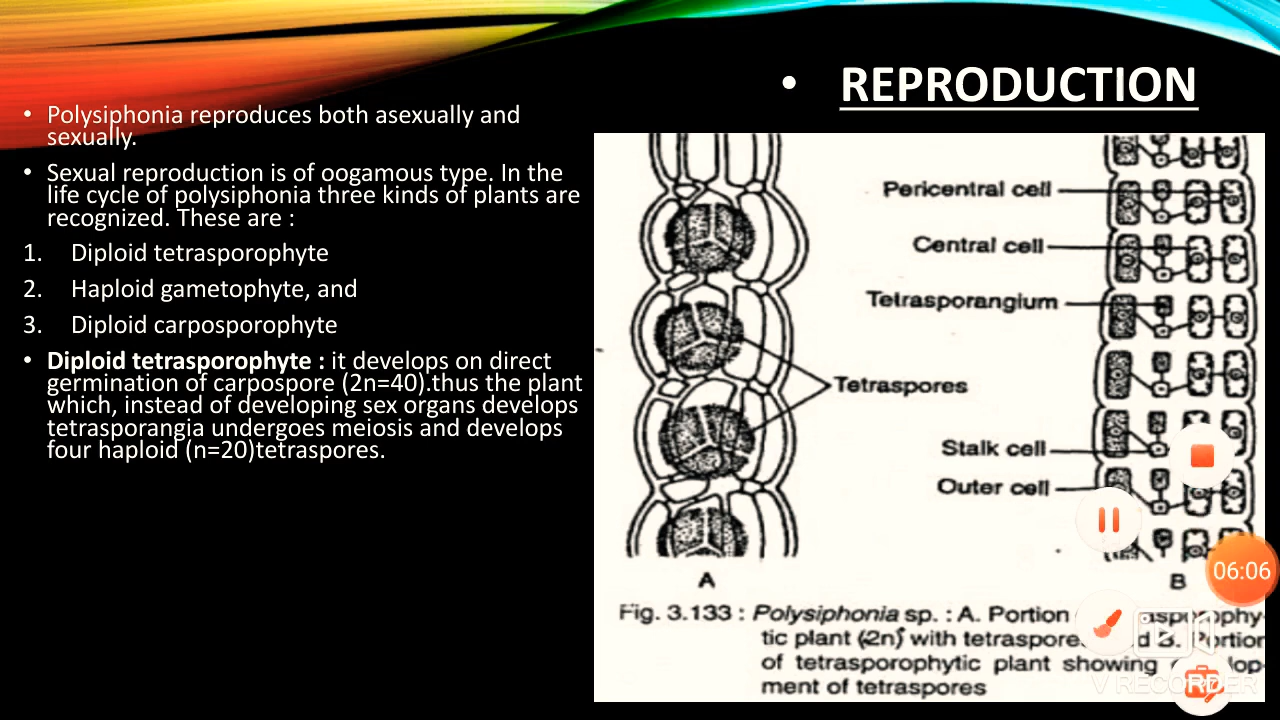 • REPRODUCTION
• Polysiphonia reproduces both asexually and
sexually.
• Sexual reproduction is of oogamous type. In the
life cycle of polysiphonia three kinds of plants are
recognized. These are :
1. Diploid tetrasporophyte
2. Haploid gametophyte, and
3. Diploid carposporophyte
• Diploid tetrasporophyte : it develops on direct
germination of carpospore (2n=40).thus the plant
which, instead of developing sex organs develops
tetrasporangia undergoes meiosis and develops
four haploid (n=20)tetraspores.
Pericentral cell
Central cell
Tetrasporangium
Tetraspores
Stalk cell
Outer cell
A
B
06:06
Fig. 3.133 : Polysiphonia sp. : A. Portion
tic plant (2n) with tetraspore B. Portion
of tetrasporophytic plant showing
ment of tetraspores
V RECORDER